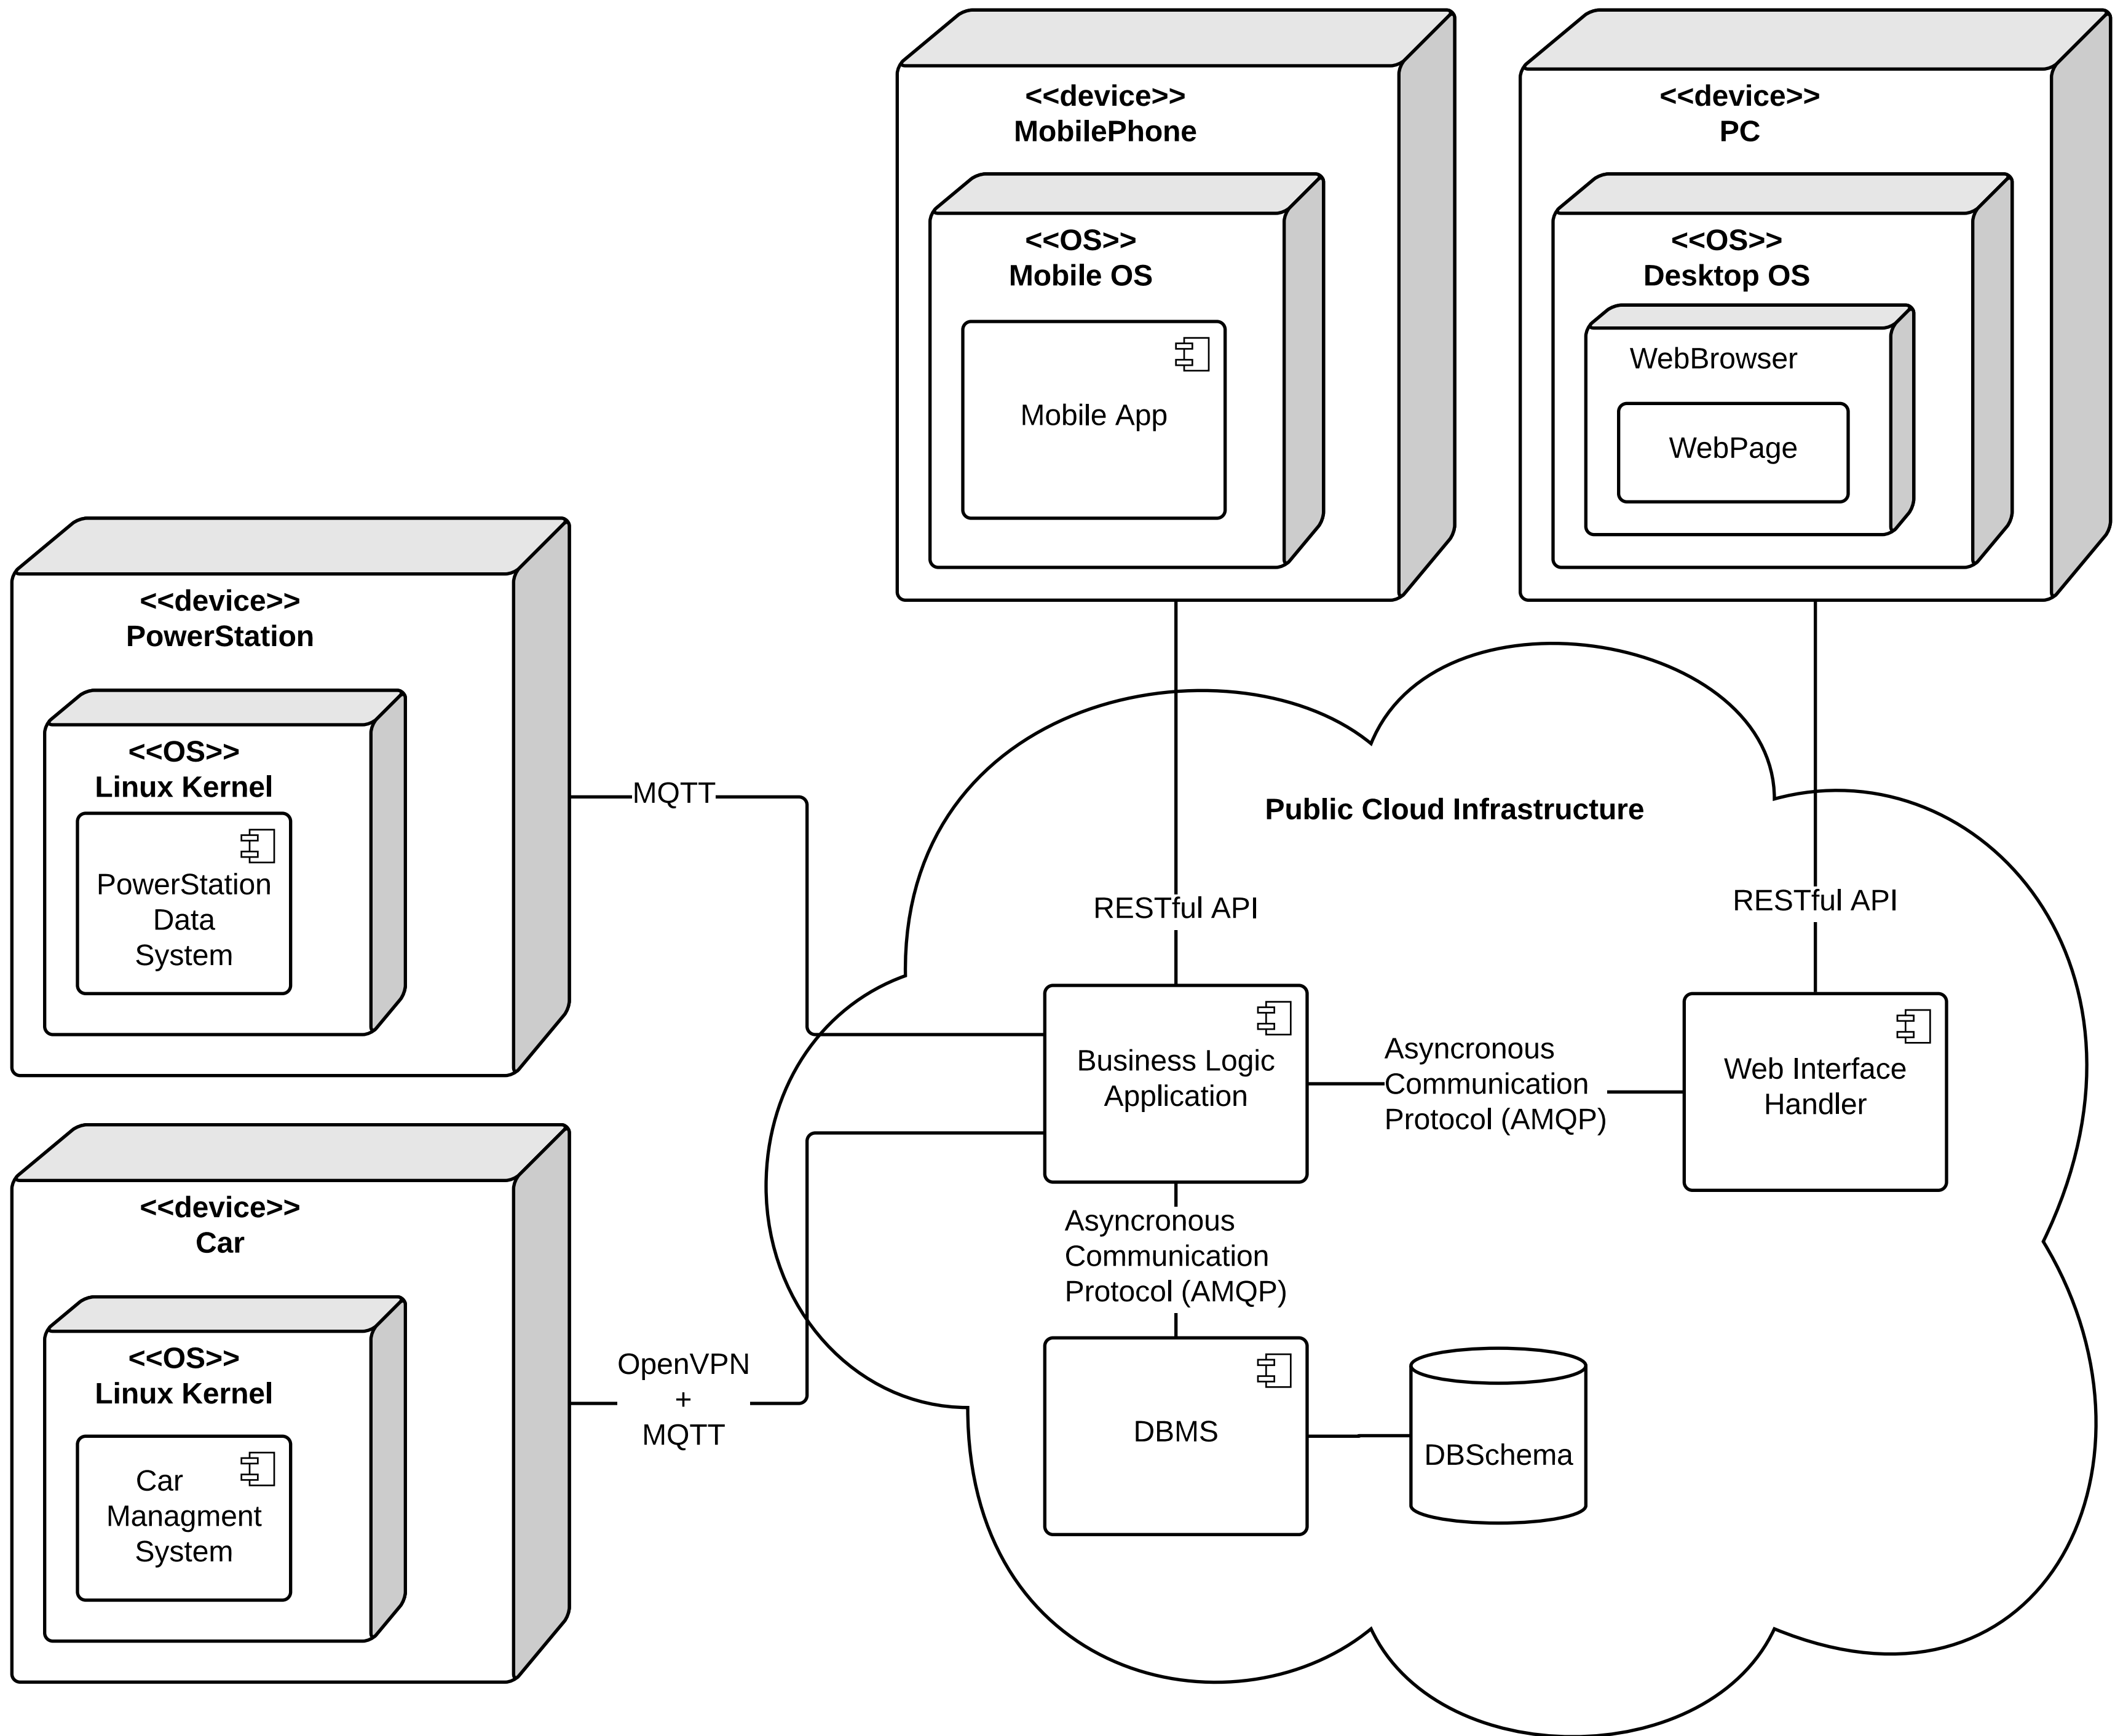 <<device>>
MobilePhone
<<OS>>
Mobile OS
Mobile App
<<device>>
PC
<<OS>>
Desktop OS
WebBrowser
WebPage
<<device>>
PowerStation
<<OS>>
Linux Kernel
PowerStation
Data
System
MQTT
Public Cloud Infrastructure
RESTful API
RESTful API
Business Logic
Application
Asyncronous
Communication
Protocol (AMQP)
Web Interface
Handler
<<device>>
Car
<<OS>>
Linux Kernel
Car
Managment
System
OpenVPN
+
MQTT
Asyncronous
Communication
Protocol (AMQP)
DBMS
DBSchema